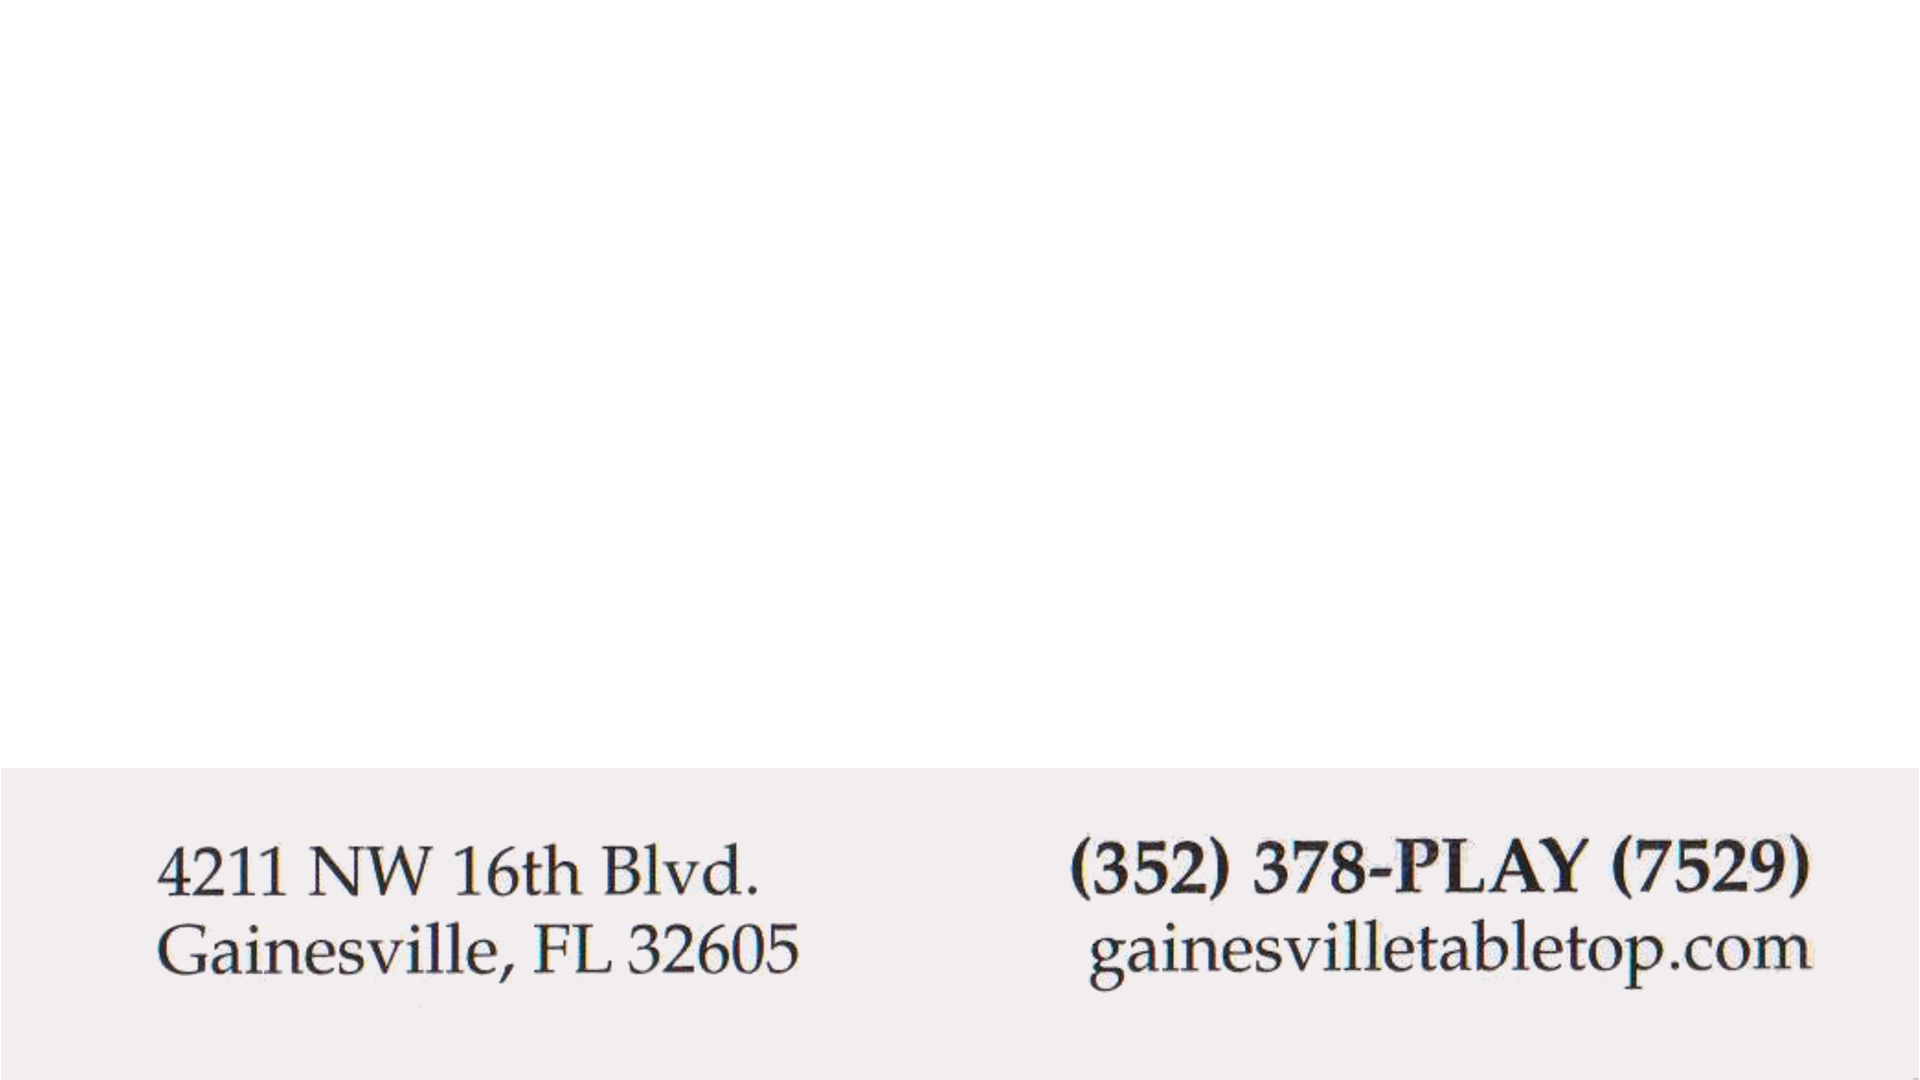 4211 NW 16th Blvd.
Gainesville, FL 32605
(352) 378-PLAY (7529)
gainesvilletabletop.com